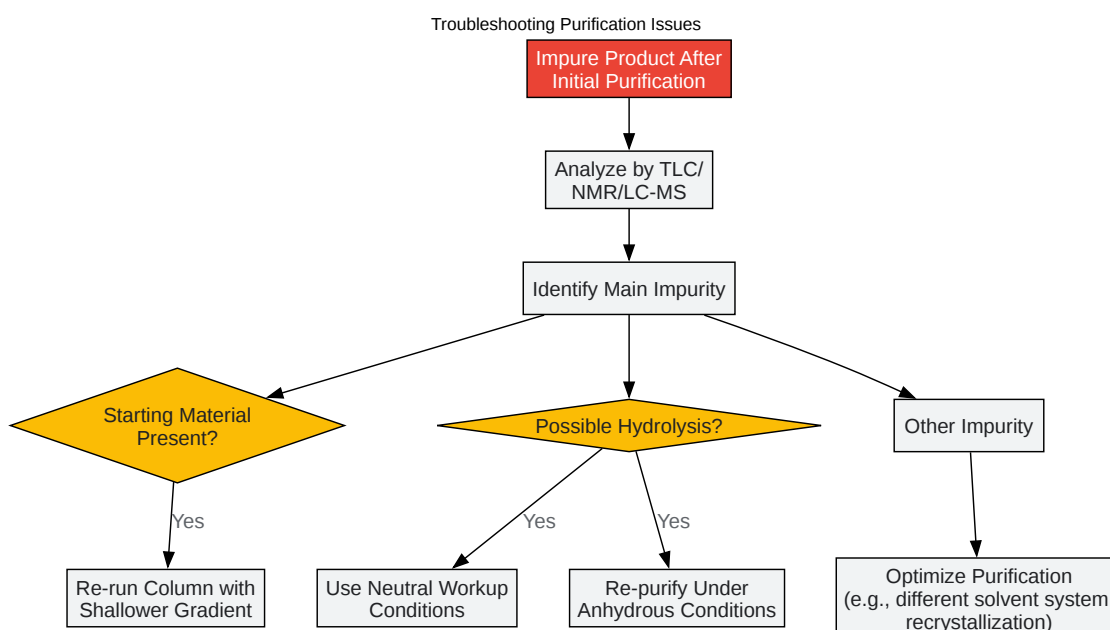 Troubleshooting Purification Issues
Impure Product After
Initial Purification
Analyze by TLC/
NMR/LC-MS
Identify Main Impurity
Starting Material
Present?
Possible Hydrolysis?
Other Impurity
Yes
Yes
Yes
Re-run Column with
Shallower Gradient
Use Neutral Workup
Conditions
Re-purify Under
Anhydrous Conditions
Optimize Purification
(e.g., different solvent system
recrystallization)